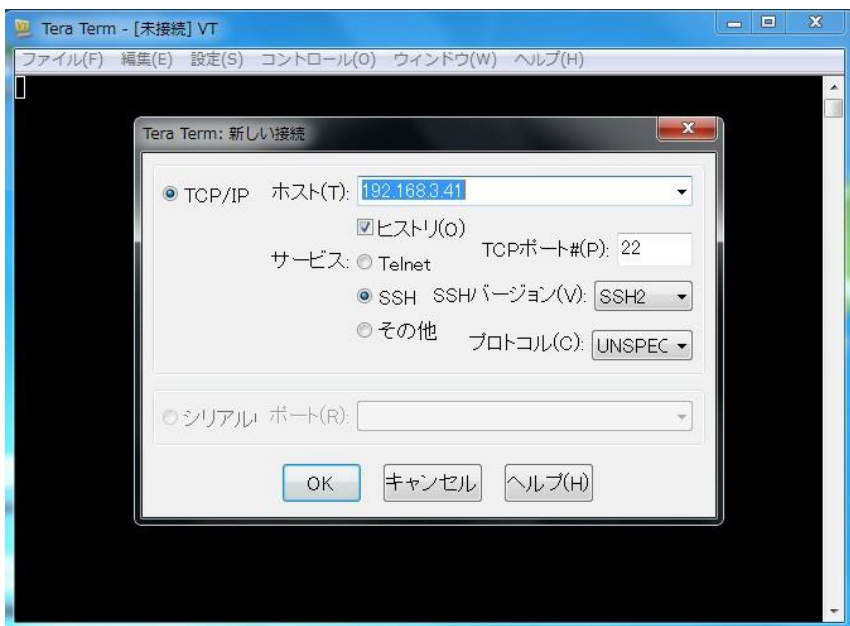 Tera Term - [未接続] VT
ファイル(F) 編集(E) 設定(S) コントロール(O) ウィンドウ(W) ヘルプ(H)
Tera Term: 新しい接続
TCP/IP ホスト(T): 192.168.3.41
ヒストリ(O)
サービス: Telnet TCPポート#(P): 22
SSH SSHバージョン(V): SSH2
その他 プロトコル(C): UNSPEC
シリアル ポート(R):
OK キャンセル ヘルプ(H)